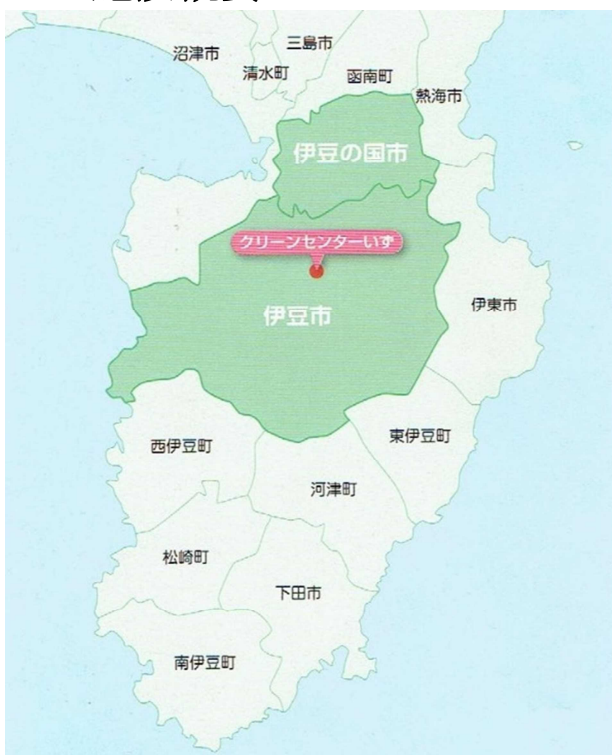 三島市
沼津市
清水町
函南町
熱海市
伊豆の国市
クリーンセンターいず
伊東市
伊豆市
東伊豆町
西伊豆町
河津町
松崎町
下田市
南伊豆町